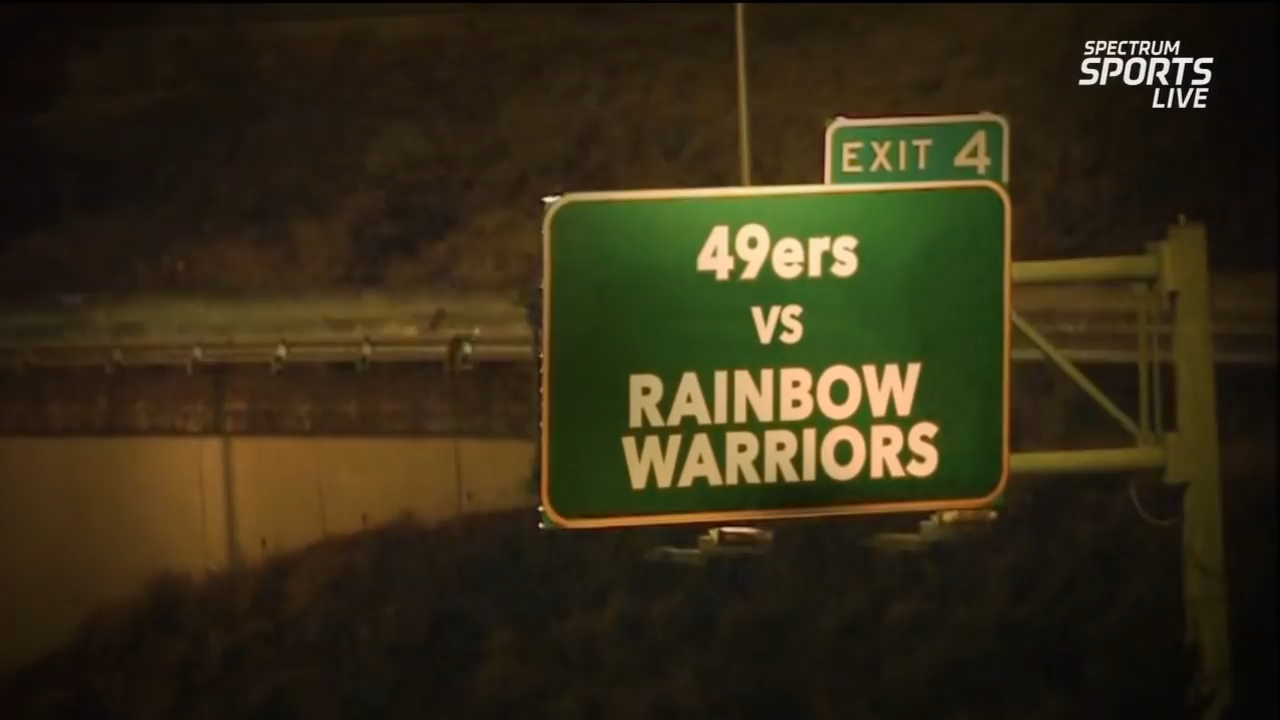 SPECTRUM
SPORTS
LIVE
EXIT 4
49ers
VS
RAINBOW
WARRIORS